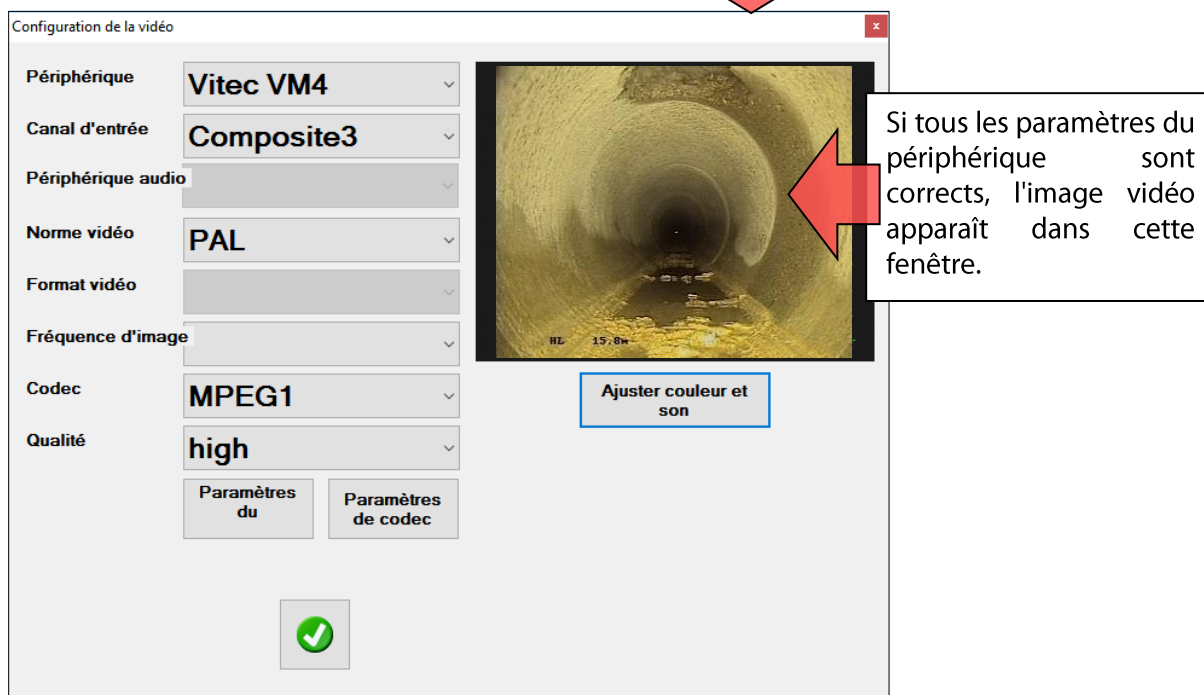 Configuration de la vidéo
x
Périphérique
Vitec VM4
Canal d'entrée
Composite3
Périphérique audio
Norme vidéo
PAL
Format vidéo
Fréquence d'image
Codec
MPEG1
Qualité
high
Paramètres
du
Paramètres
de codec
HL 15.8M
Ajuster couleur et
son
Si tous les paramètres du
périphérique sont
corrects, l'image vidéo
apparaît dans cette
fenêtre.